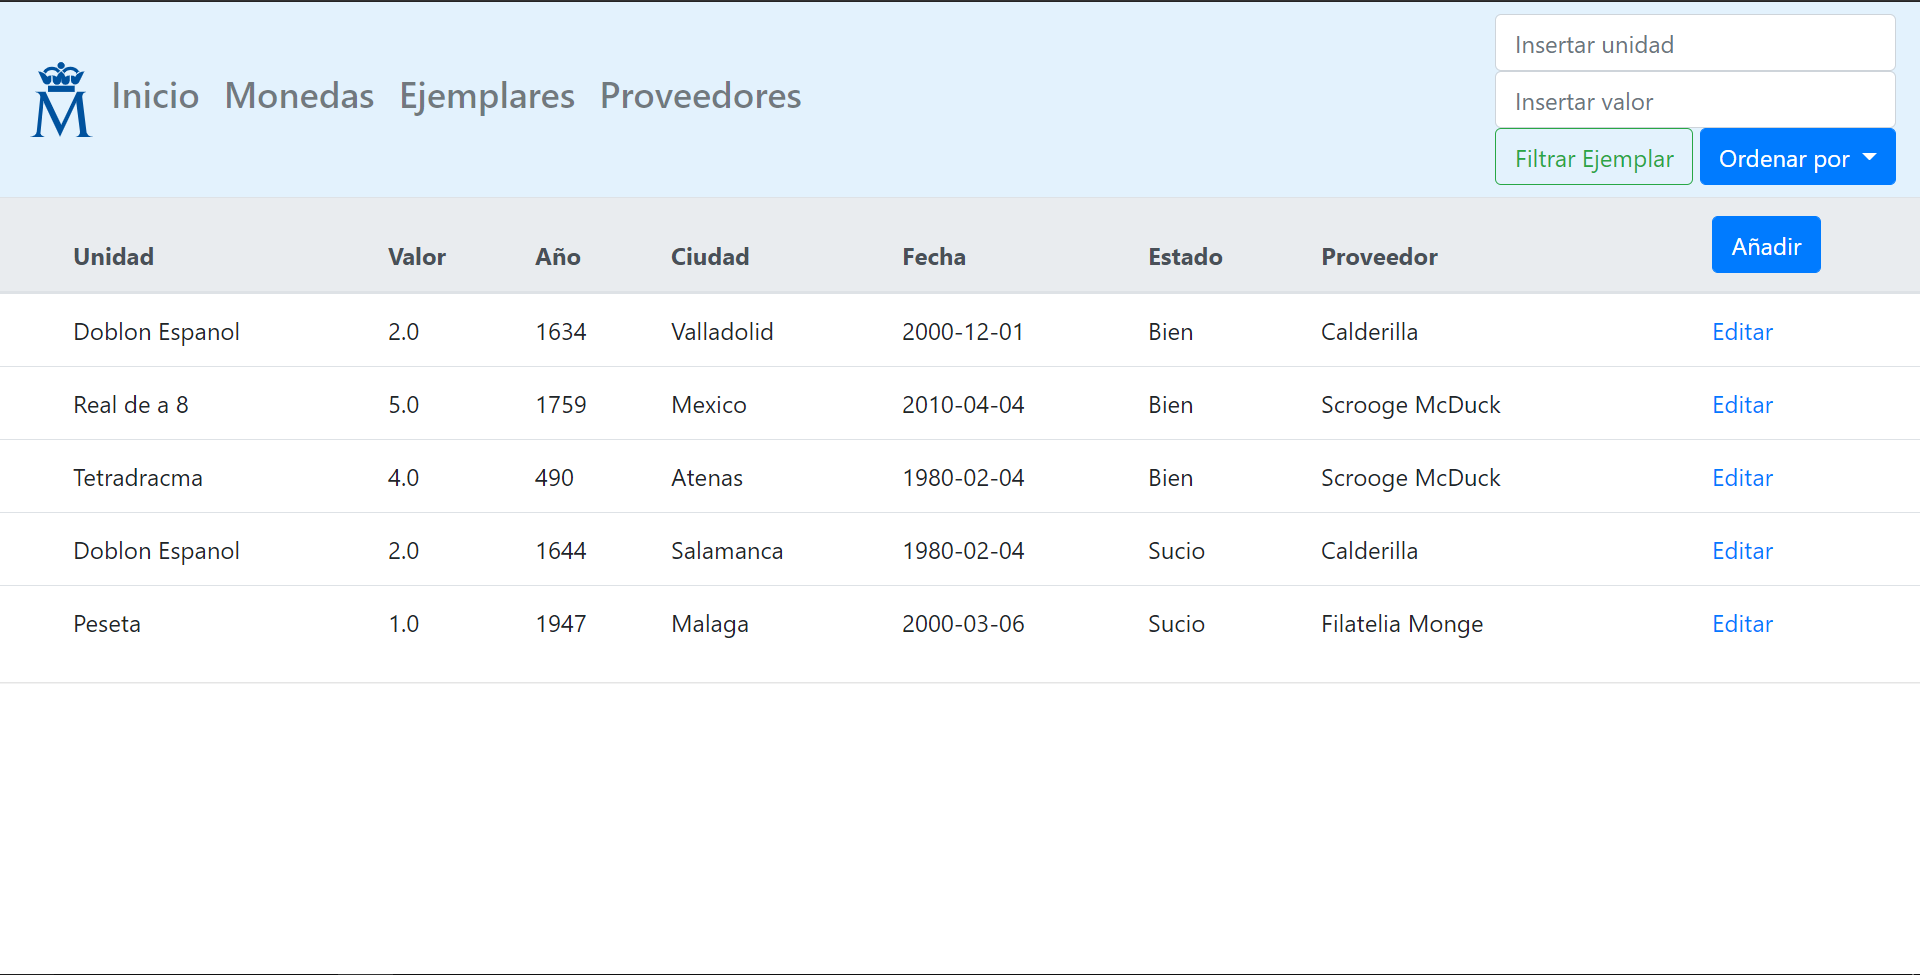 M
Inicio Monedas Ejemplares Proveedores
Insertar unidad
Insertar valor
Filtrar Ejemplar Ordenar por
Unidad Valor Año Ciudad Fecha Estado Proveedor Añadir
Doblon Espanol 2.0 1634 Valladolid 2000-12-01 Bien Calderilla Editar
Real de a 8 5.0 1759 Mexico 2010-04-04 Bien Scrooge McDuck Editar
Tetradracma 4.0 490 Atenas 1980-02-04 Bien Scrooge McDuck Editar
Doblon Espanol 2.0 1644 Salamanca 1980-02-04 Sucio Calderilla Editar
Peseta 1.0 1947 Malaga 2000-03-06 Sucio Filatelia Monge Editar